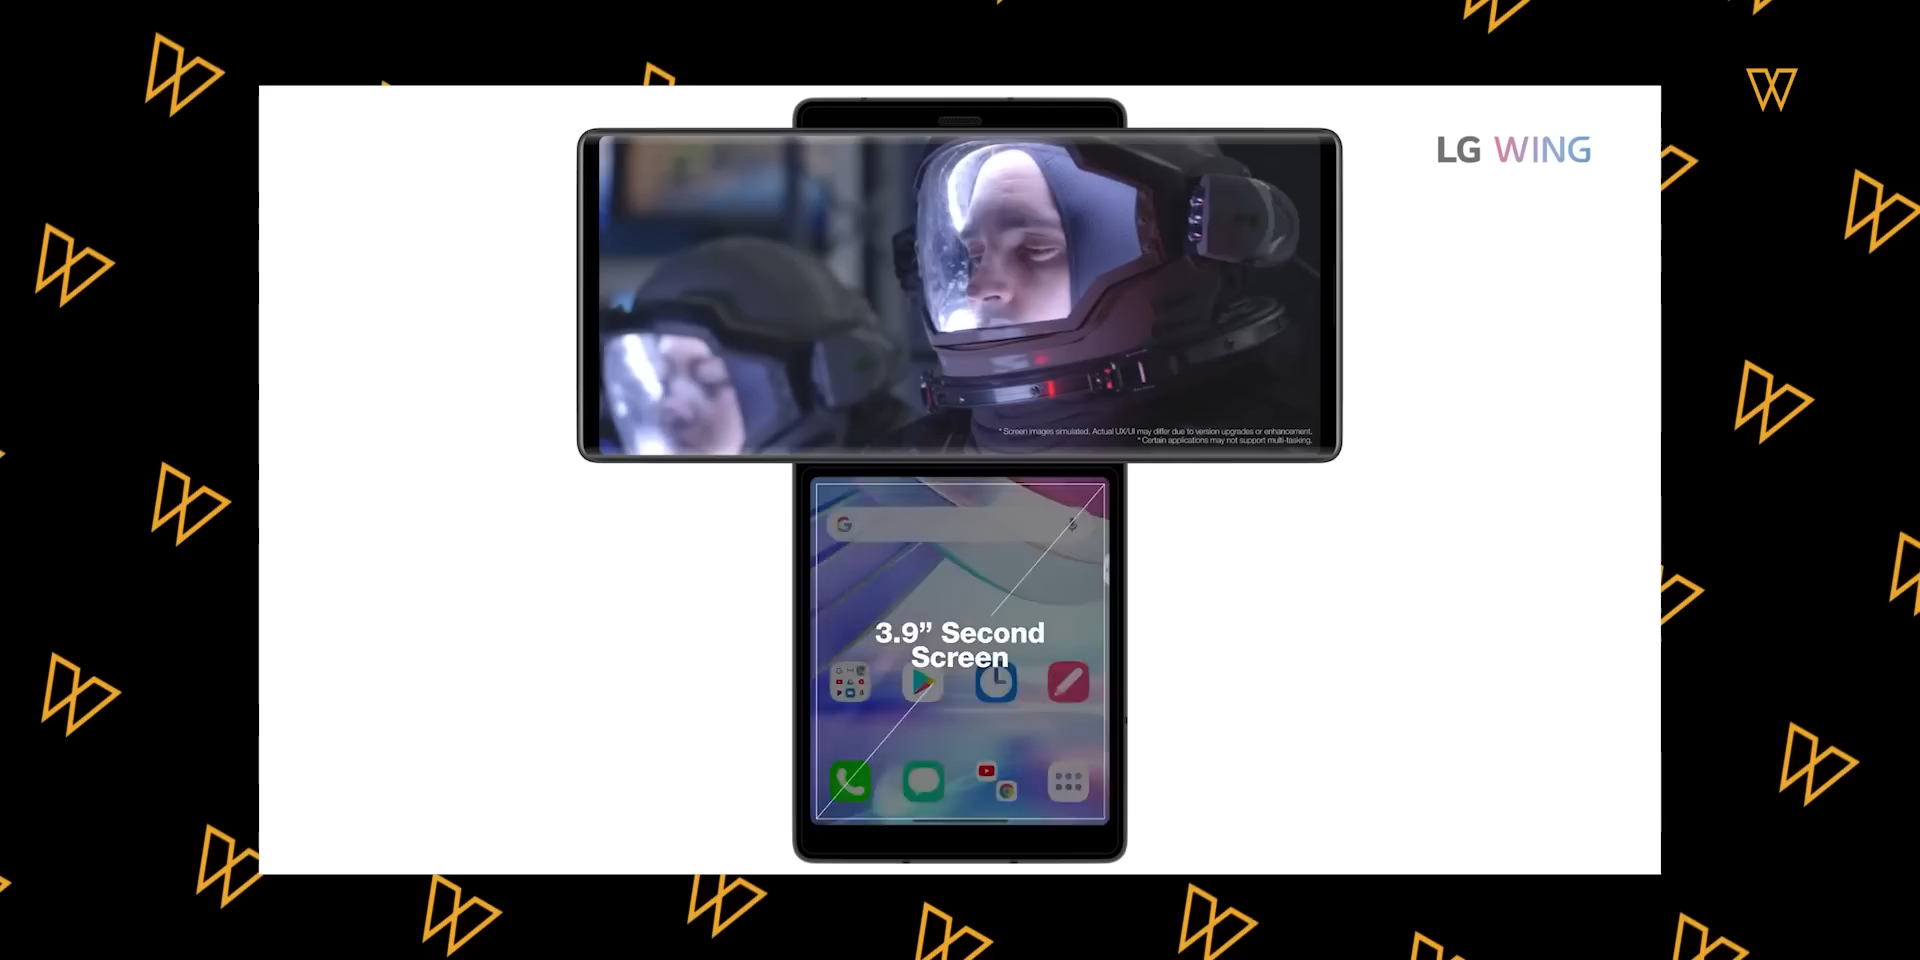 LG WING
* Screen images simulated. Actual UX/UI may differ due to version upgrades or enhancement.
* Certain applications may not support multi-tasking.
3.9” Second
Screen